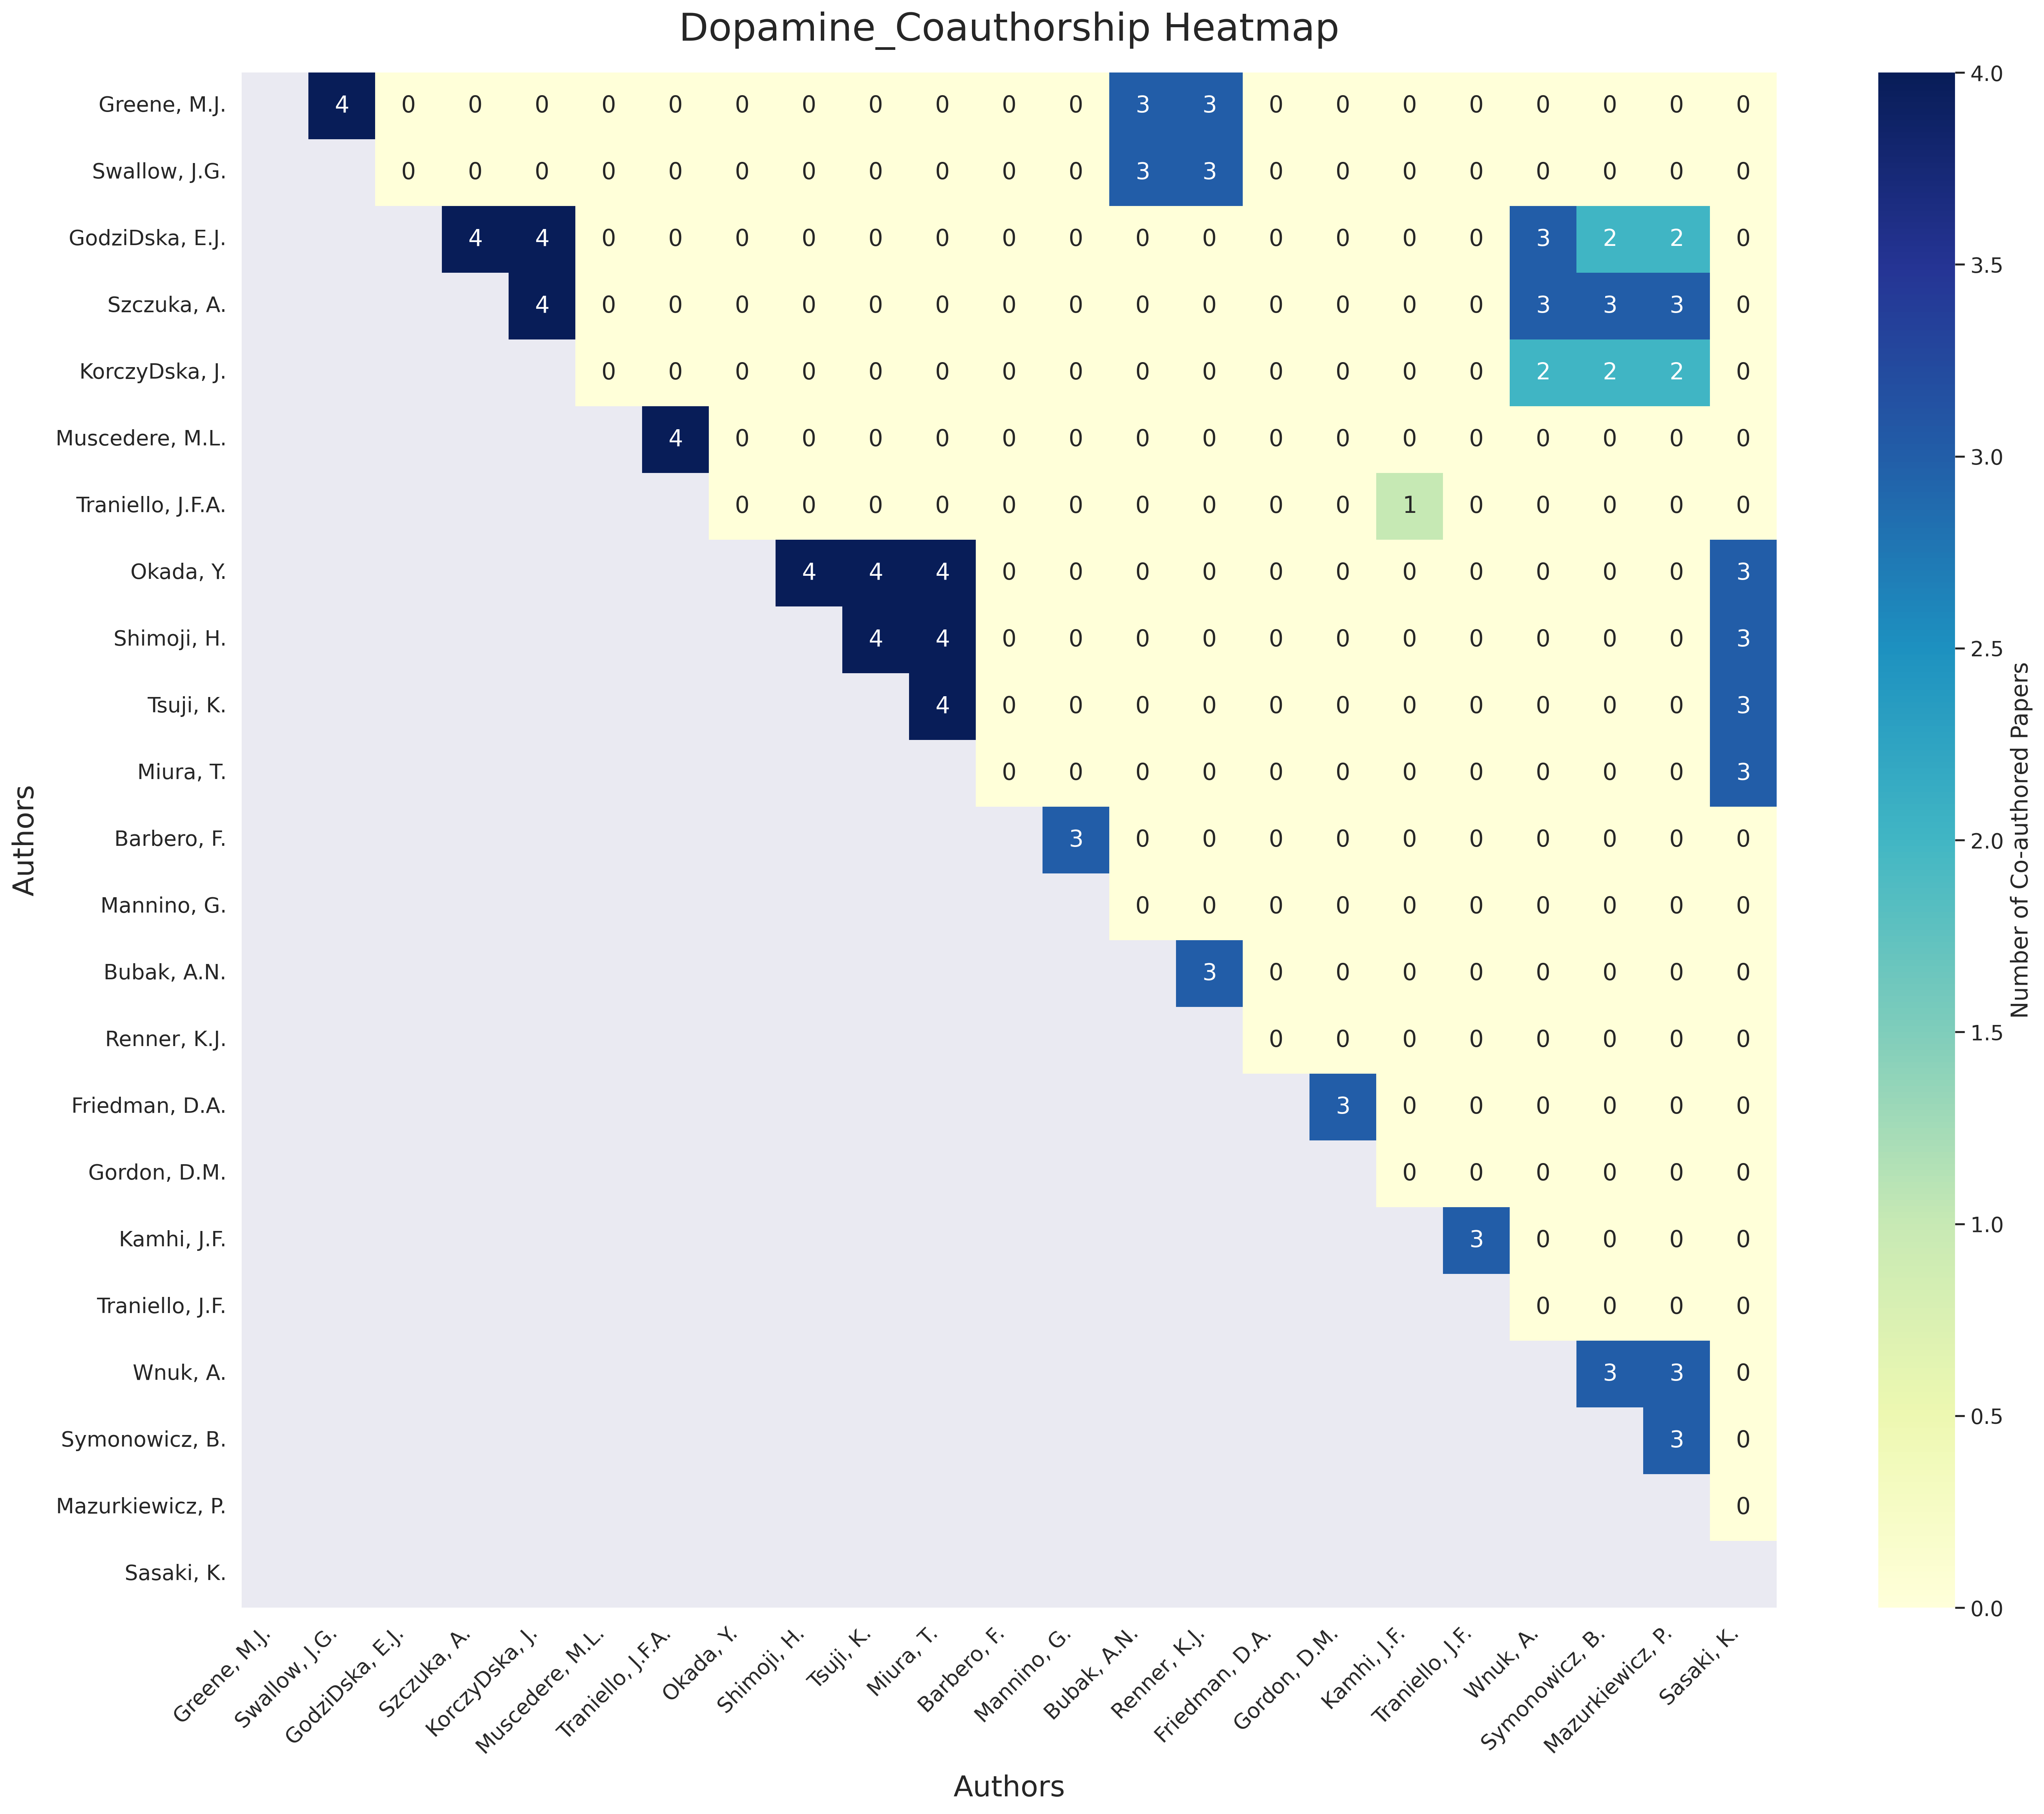 Dopamine_Coauthorship Heatmap
Greene, M.J. 4 0 0 0 0 0 0 0 0 0 0 0 3 3 0 0 0 0 0 0 0 0
Swallow, J.G. 0 0 0 0 0 0 0 0 0 0 0 3 3 0 0 0 0 0 0 0 0
GodziDska, E.J. 4 4 0 0 0 0 0 0 0 0 0 0 0 0 0 0 3 2 2 0
Szczuka, A. 4 0 0 0 0 0 0 0 0 0 0 0 0 0 0 3 3 3 0
KorczyDska, J. 0 0 0 0 0 0 0 0 0 0 0 0 0 0 2 2 2 0
Muscedere, M.L. 4 0 0 0 0 0 0 0 0 0 0 0 0 0 0 0 0
Traniello, J.F.A. 0 0 0 0 0 0 0 0 0 0 1 0 0 0 0 0
Okada, Y. 4 4 4 0 0 0 0 0 0 0 0 0 0 0 3
Shimoji, H. 4 4 0 0 0 0 0 0 0 0 0 0 0 3
Tsuji, K. 4 0 0 0 0 0 0 0 0 0 0 0 3
Miura, T. 0 0 0 0 0 0 0 0 0 0 0 3
Barbero, F. 3 0 0 0 0 0 0 0 0 0 0
Mannino, G. 0 0 0 0 0 0 0 0 0 0
Bubak, A.N. 3 0 0 0 0 0 0 0 0
Renner, K.J. 0 0 0 0 0 0 0 0
Friedman, D.A. 3 0 0 0 0 0 0
Gordon, D.M. 0 0 0 0 0 0
Kamhi, J.F. 3 0 0 0 0
Traniello, J.F. 0 0 0 0
Wnuk, A. 3 3 0
Symonowicz, B. 3 0
Mazurkiewicz, P. 0
Sasaki, K.
Authors
Greene, M.J.
Swallow, J.G.
GodziDska, E.J.
Szczuka, A.
KorczyDska, J.
Muscedere, M.L.
Traniello, J.F.A.
Okada, Y.
Shimoji, H.
Tsuji, K.
Miura, T.
Barbero, F.
Mannino, G.
Bubak, A.N.
Renner, K.J.
Friedman, D.A.
Gordon, D.M.
Kamhi, J.F.
Traniello, J.F.
Wnuk, A.
Symonowicz, B.
Mazurkiewicz, P.
Sasaki, K.
Authors
4.0
3.5
3.0
2.5
2.0
1.5
1.0
0.5
0.0
Number of Co-authored Papers